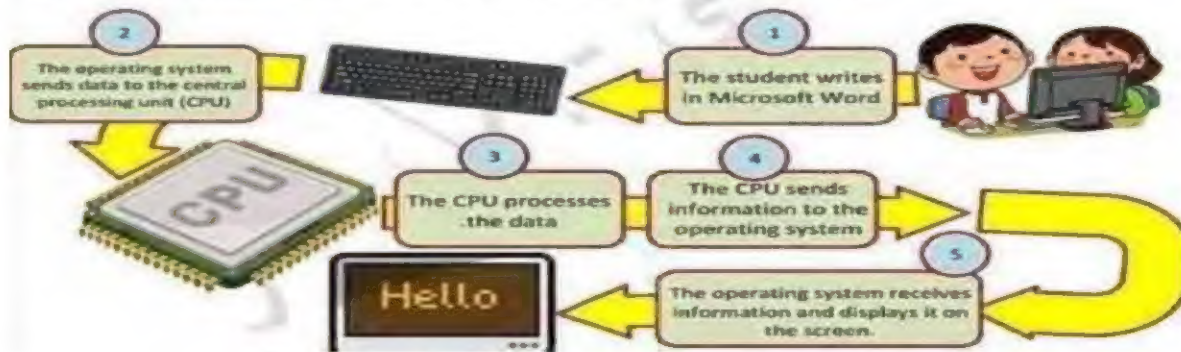 1
The student writes
in Microsoft Word
2
The operating system
sends data to the central
processing unit (CPU)
CPU
3
The CPU processes
.the data
4
The CPU sends
information to the
operating system
5
The operating system receives
information and displays it on
the screen.
Hello